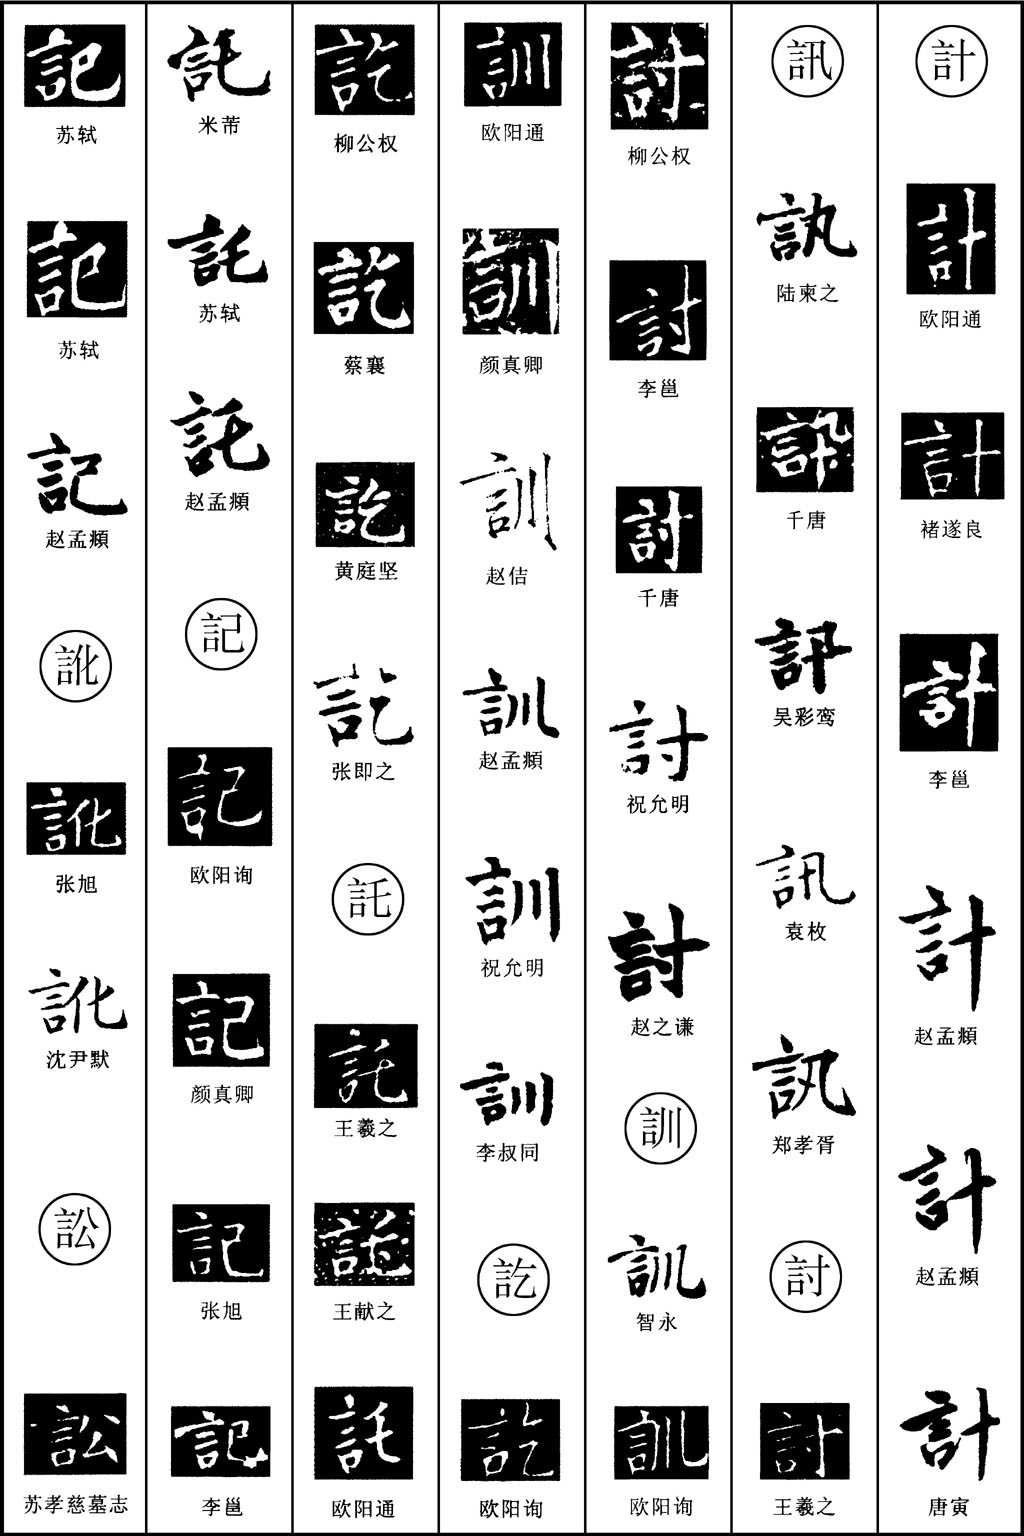 計
計
欧阳通
計
褚遂良
計
李邕
計
赵孟頫
計
赵孟頫
計
唐寅
訊
訊
陆柬之
訊
千唐
訊
吴彩鸾
訊
袁枚
訊
郑孝胥
討
討
王羲之
討
柳公权
討
李邕
討
千唐
討
祝允明
討
赵之谦
訓
訓
智永
訓
欧阳询
訓
欧阳通
訓
颜真卿
訓
赵佶
訓
赵孟頫
訓
祝允明
訓
李叔同
訖
訖
欧阳询
訖
柳公权
訖
蔡襄
訖
黄庭坚
訖
张即之
託
託
王羲之
託
王献之
託
欧阳通
託
米芾
託
苏轼
託
赵孟頫
記
記
欧阳询
記
颜真卿
記
张旭
記
李邕
記
苏轼
記
苏轼
記
赵孟頫
訛
訛
张旭
訛
沈尹默
訟
訟
苏孝慈墓志